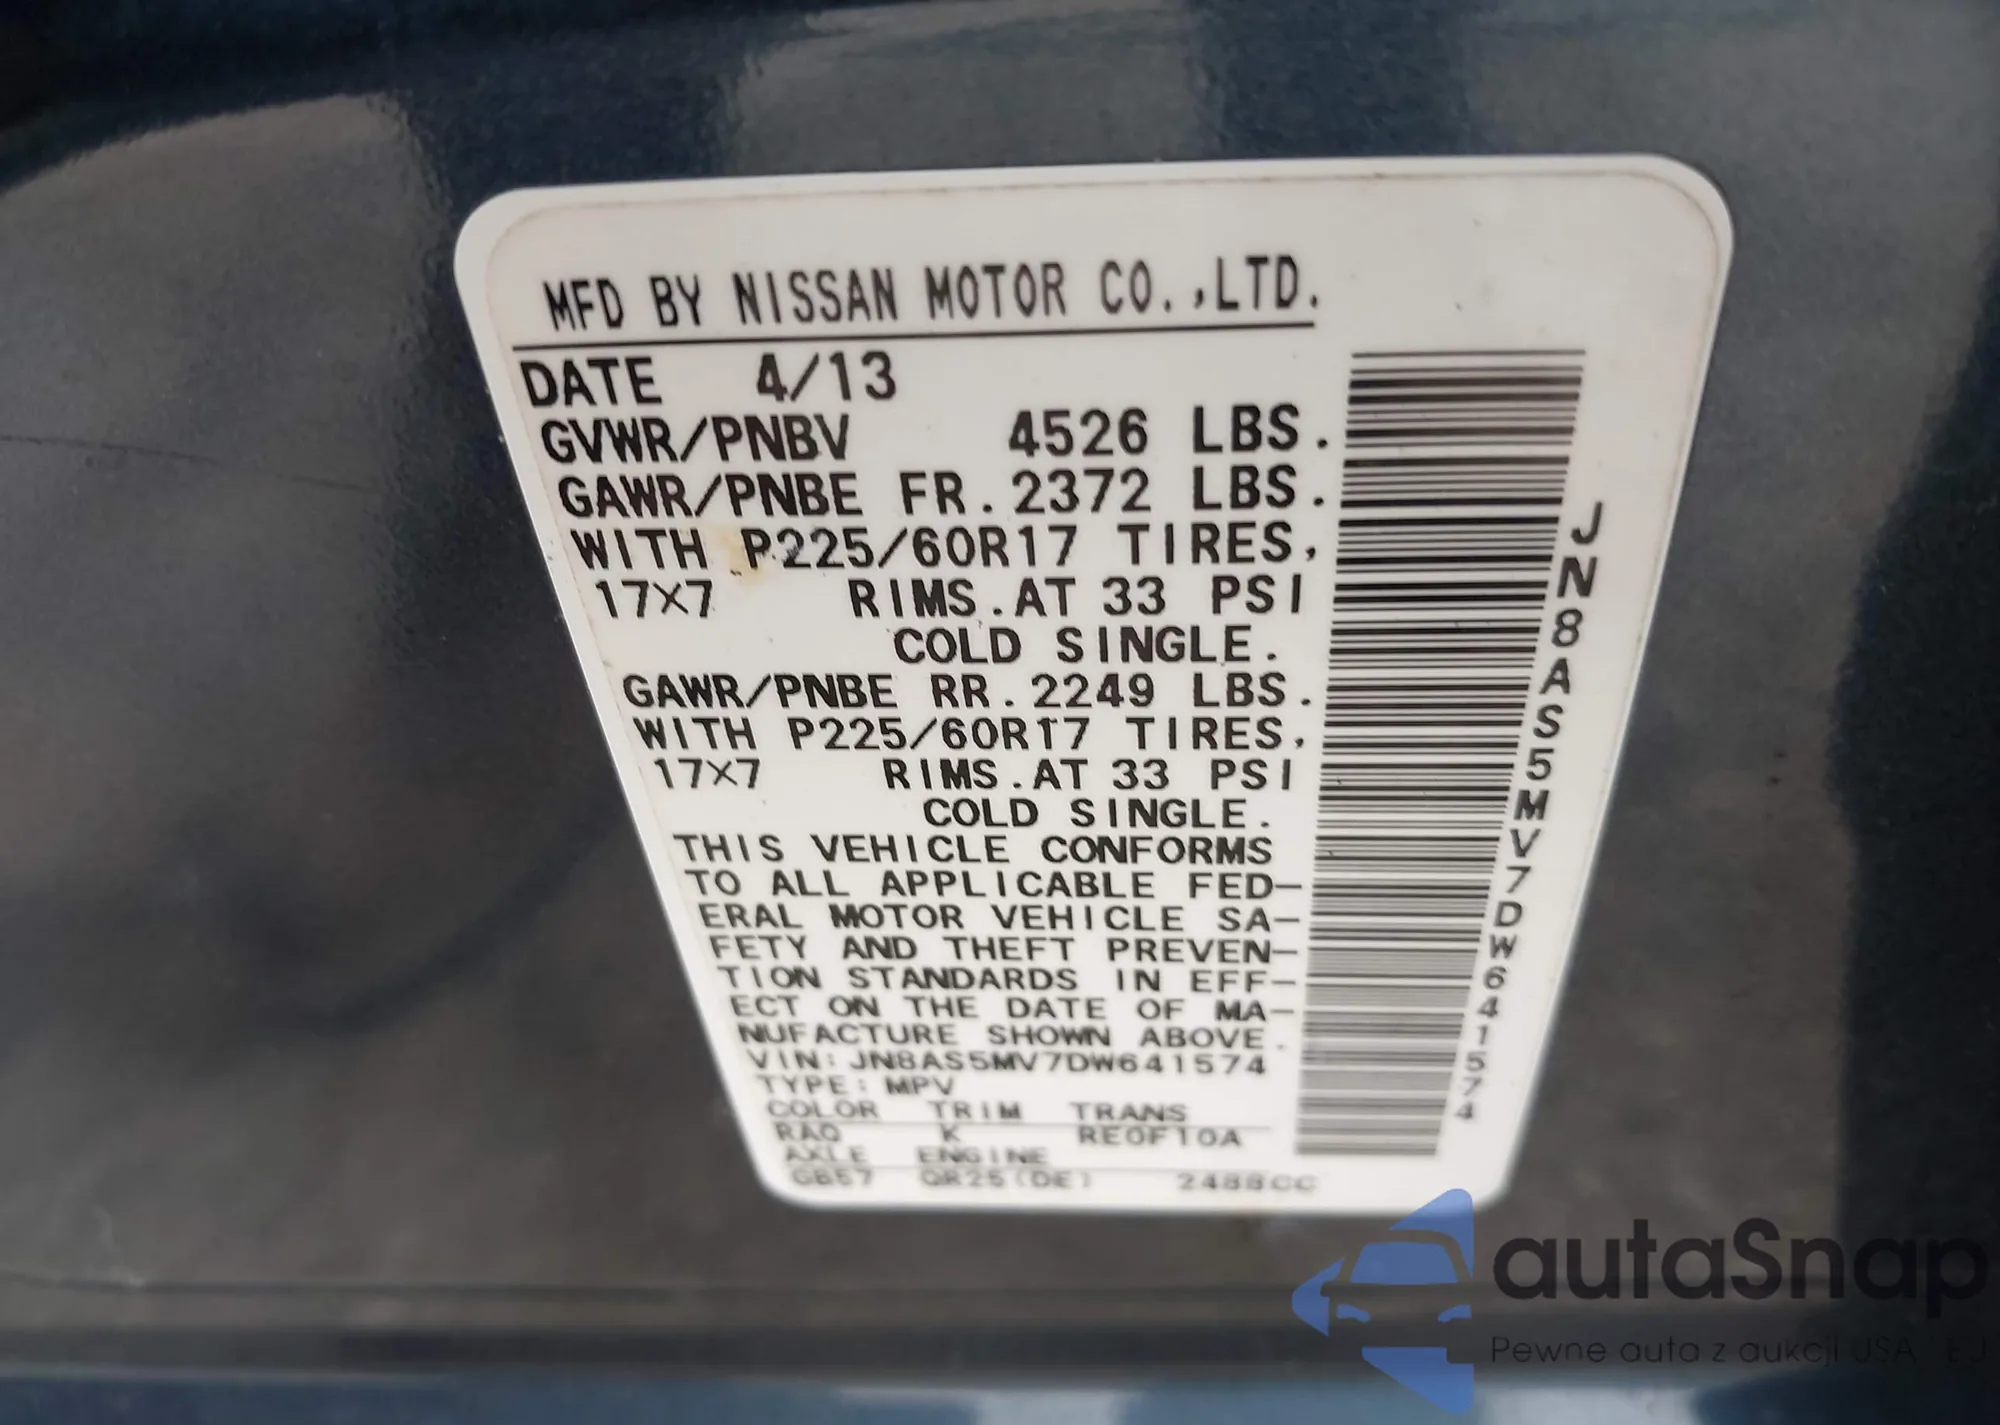 MFD BY NISSAN MOTOR CO.,LTD.
DATE 4/13
GVWR/PNBV 4526 LBS.
GAWR/PNBE FR. 2372 LBS.
WITH P225/60R17 TIRES,
17X7 RIMS. AT 33 PSI
COLD SINGLE.
GAWR/PNBE RR. 2249 LBS.
WITH P225/60R17 TIRES,
17X7 RIMS. AT 33 PSI
COLD SINGLE.
THIS VEHICLE CONFORMS
TO ALL APPLICABLE FED-
ERAL MOTOR VEHICLE SA-
FETY AND THEFT PREVEN-
TION STANDARDS IN EFF-
ECT ON THE DATE OF MA-
NUFACTURE SHOWN ABOVE.
VIN: JN8AS5MV7DW641574
TYPE: MPV
COLOR TRIM TRANS
RAQ K RE0F10A
AXLE ENGINE
GB57 QR25(DE) 2488CC
JN8AS5MV7DW641574
autaSnap
Pewne auta z aukcji USA